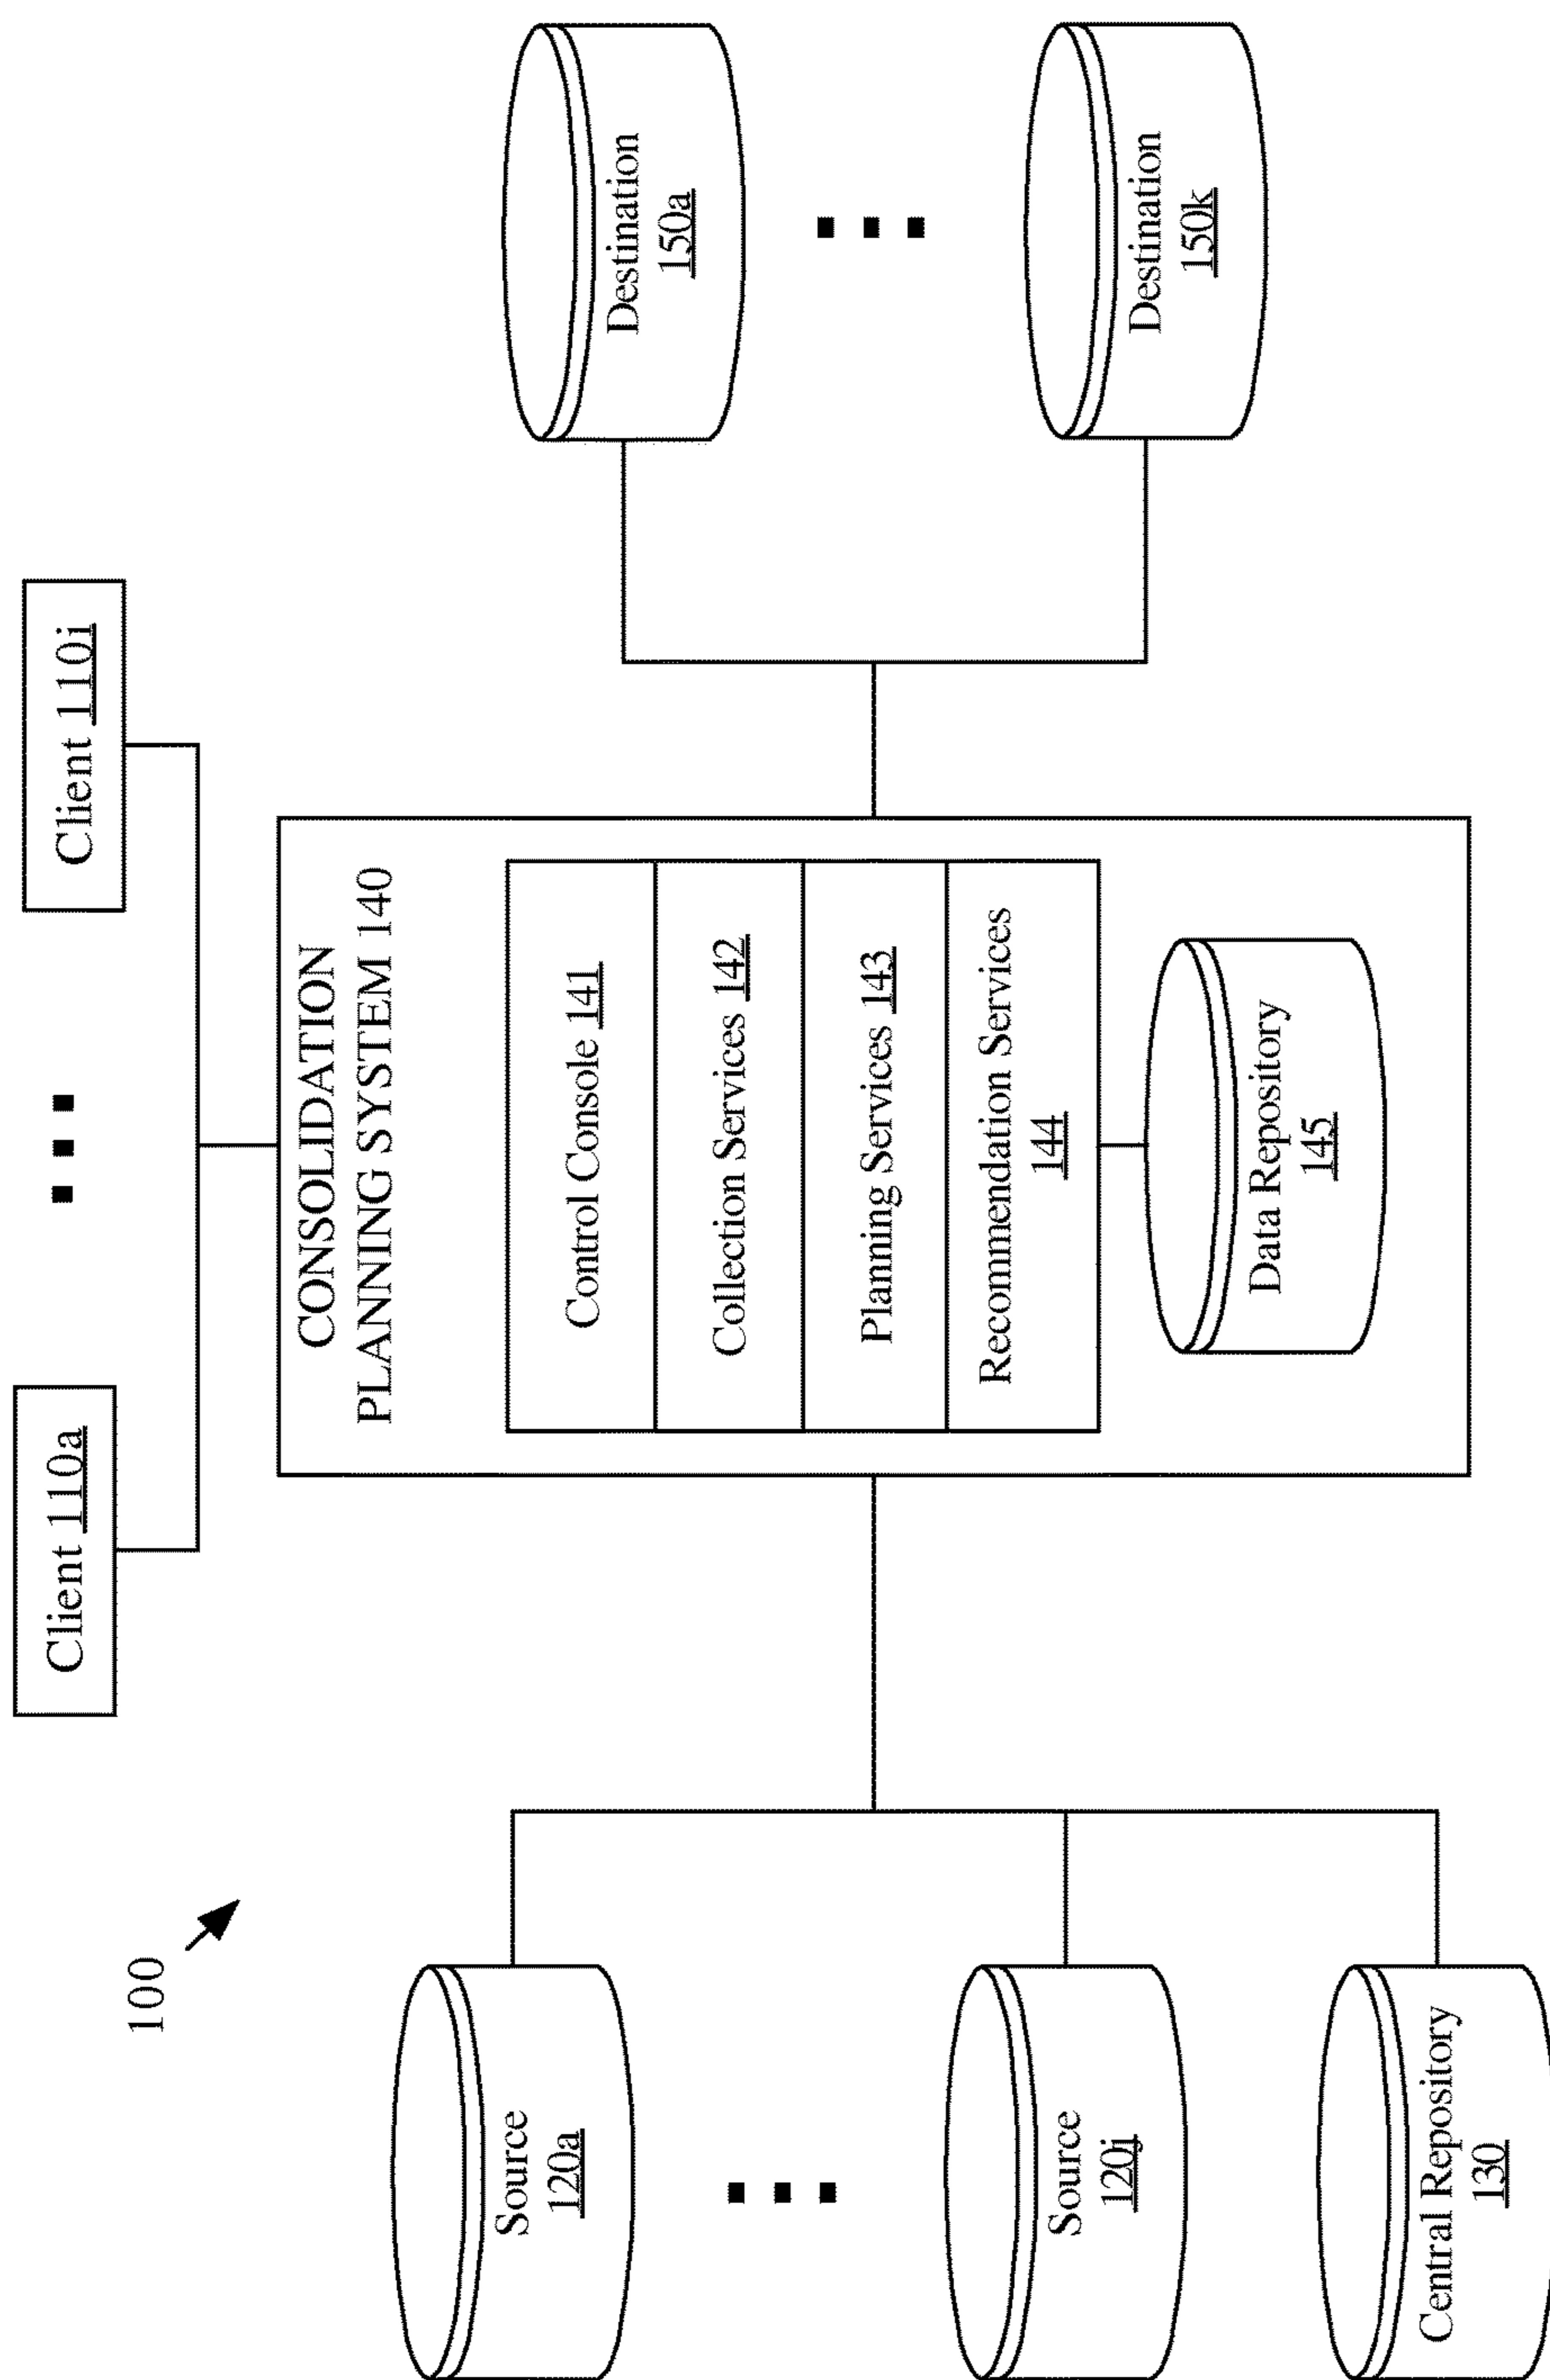 100
Client 110a
Client 110i
CONSOLIDATION
PLANNING SYSTEM 140
Control Console 141
Collection Services 142
Planning Services 143
Recommendation Services
144
Data Repository
145
Source
120a
Source
120j
Central Repository
130
Destination
150a
Destination
150k